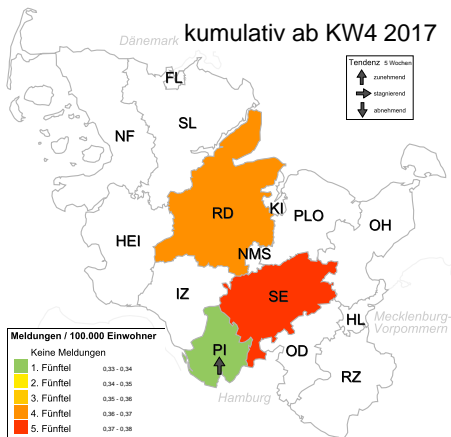 kumulativ ab KW4 2017
Dänemark
Tendenz 5 Wochen
zunehmend
stagnierend
abnehmend
FL
NF
SL
RD
KI
PLO
OH
HEI
NMS
IZ
SE
HL
Mecklenburg-
Vorpommern
PI
OD
RZ
Hamburg
Meldungen / 100.000 Einwohner
Keine Meldungen
1. Fünftel 0,33 - 0,34
2. Fünftel 0,34 - 0,35
3. Fünftel 0,35 - 0,36
4. Fünftel 0,36 - 0,37
5. Fünftel 0,37 - 0,38